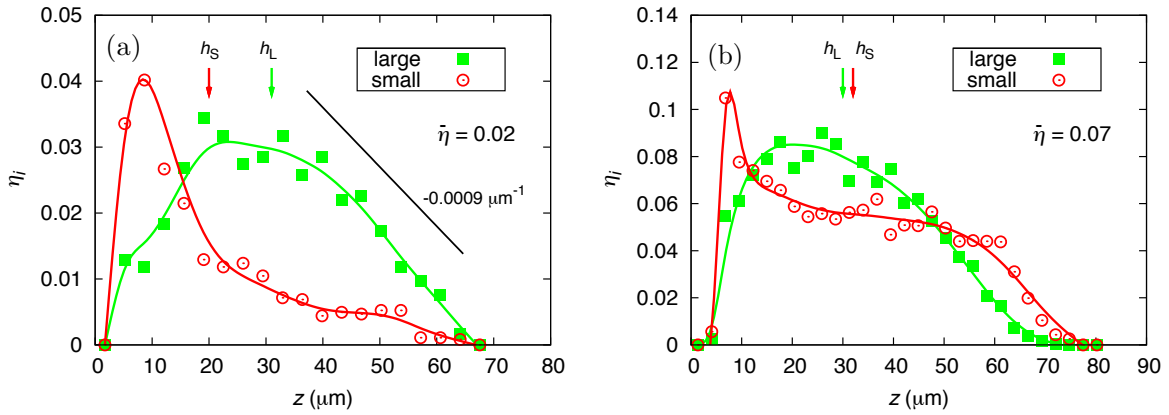 (a)
h_S
h_L
large
small
η̄ = 0.02
-0.0009 μm⁻¹
η_i
0.05
0.04
0.03
0.02
0.01
0
0 10 20 30 40 50 60 70
z (μm)
(b)
h_L
h_S
large
small
η̄ = 0.07
η_i
0.14
0.12
0.1
0.08
0.06
0.04
0.02
0
0 10 20 30 40 50 60 70 80 90
z (μm)